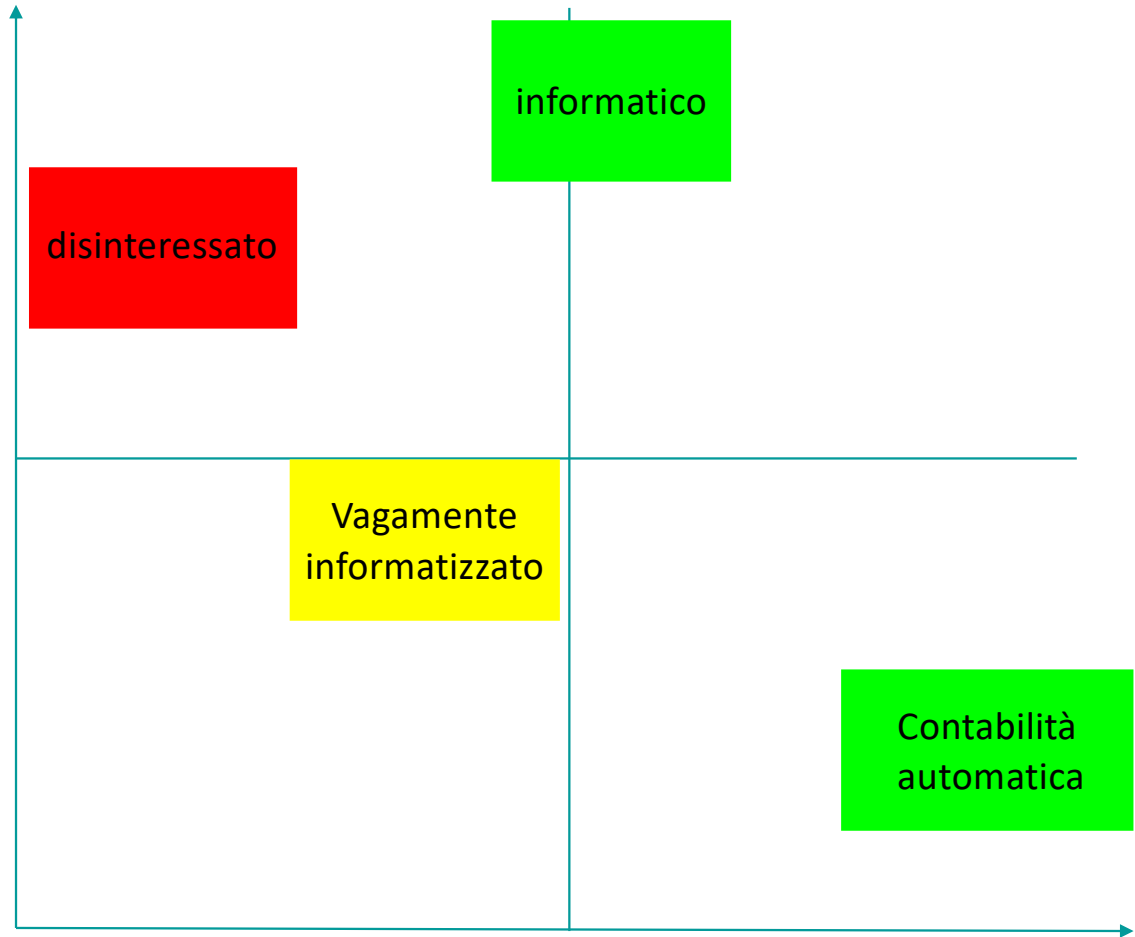 informatico
disinteressato
Vagamente
informatizzato
Contabilità
automatica